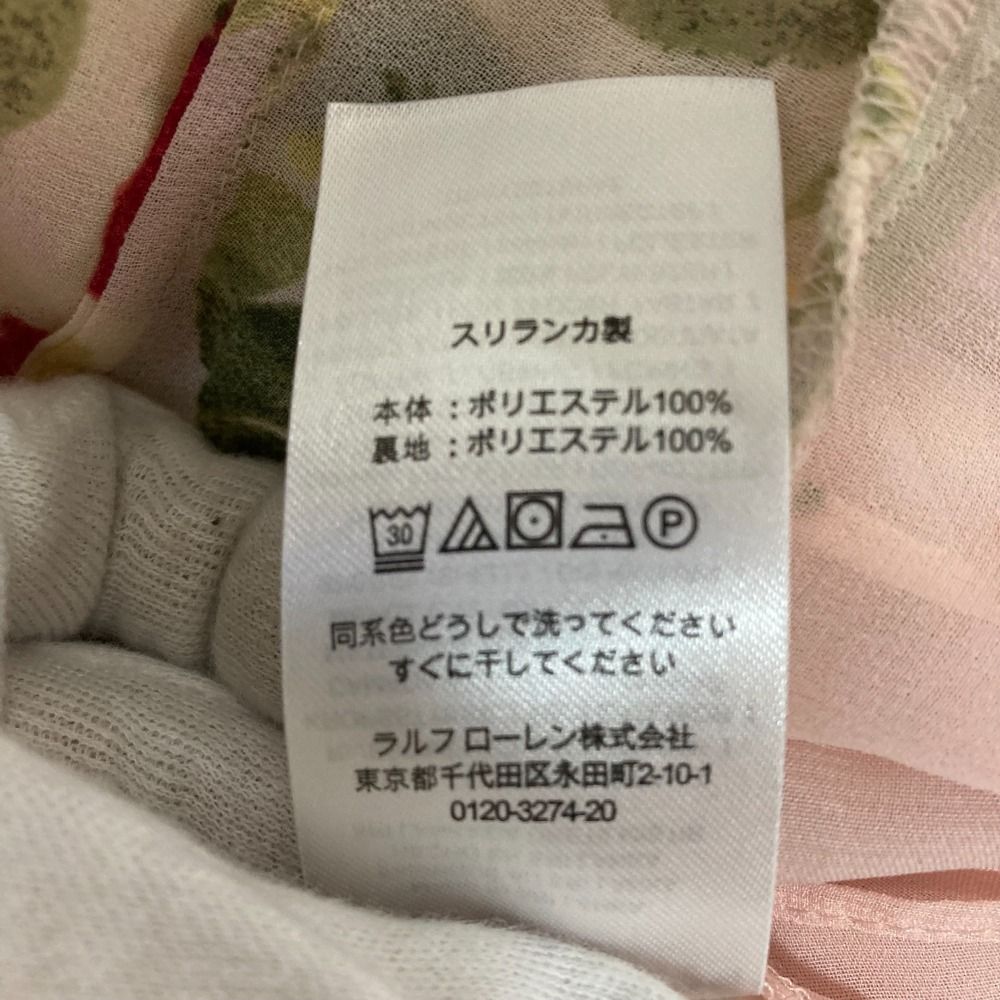 スリランカ製
本体:ポリエステル100%
裏地:ポリエステル100%
30 P
同系色どうしで洗ってください
すぐに干してください
ラルフ ローレン株式会社
東京都千代田区永田町2-10-1
0120-3274-20